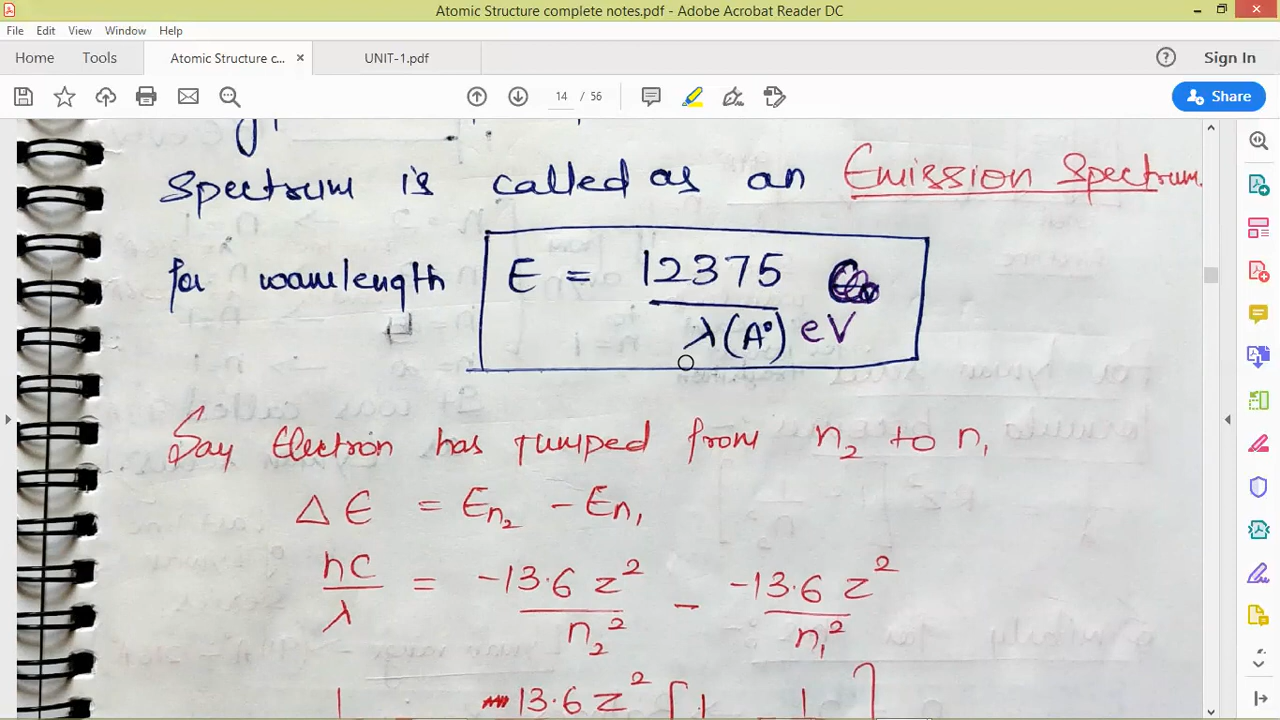 Atomic Structure complete notes.pdf - Adobe Acrobat Reader DC
File Edit View Window Help
Home Tools Atomic Structure c... × UNIT-1.pdf Sign In
14 / 56 Share
Spectrum is called as an Emission Spectrum.
for wavelength E = 12375 / λ(A°) eV
Say Electron has Jumped from n₂ to n₁
ΔE = En₂ - En₁
hc/λ = -13.6 z²/n₂² - -13.6 z²/n₁²
13.6 z² [